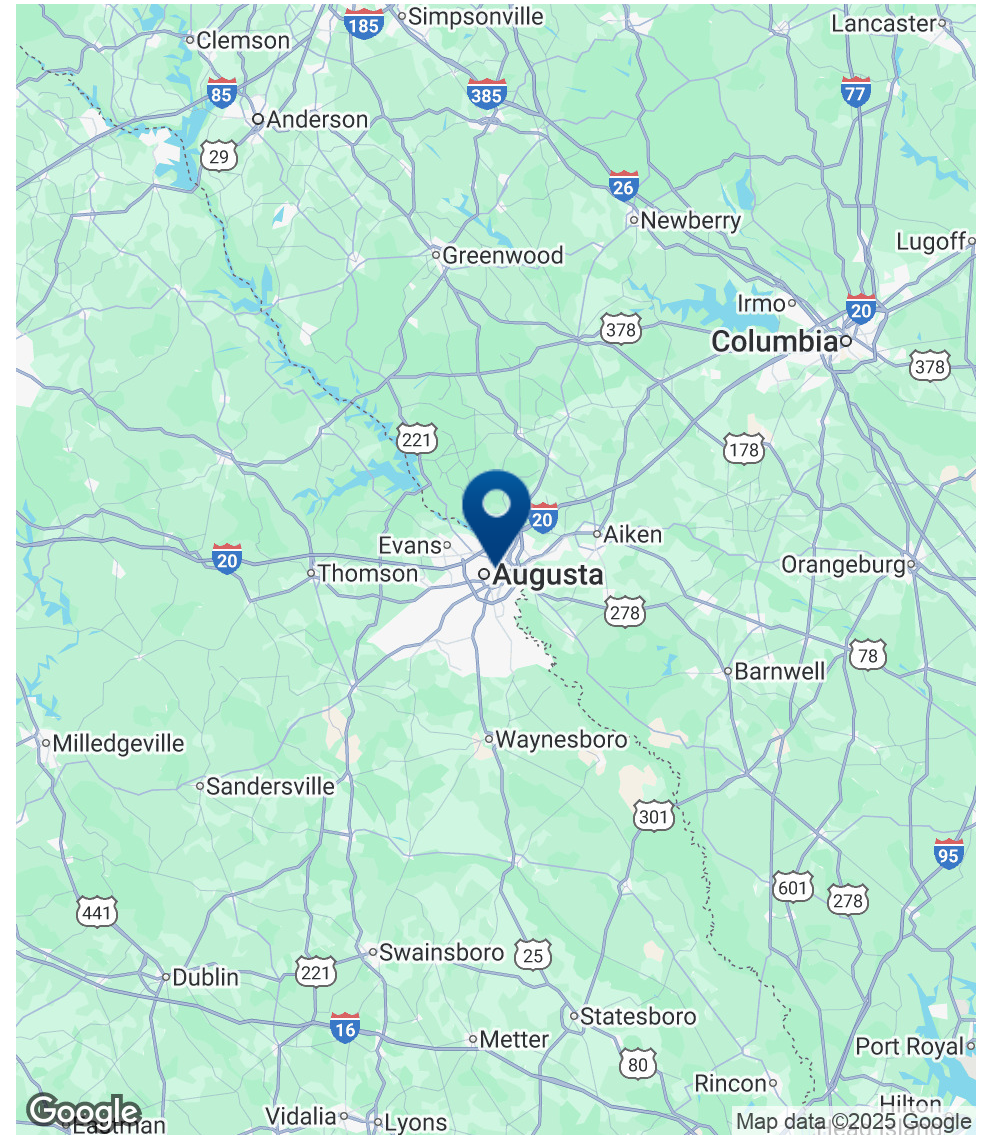 Simpsonville
Lancaster
185
Clemson
85
385
77
Anderson
29
26
Newberry
Lugoff
Greenwood
Irmo
20
378
Columbia
378
221
178
20
Evans
Aiken
20
Thomson
Augusta
Orangeburg
278
78
Barnwell
Milledgeville
Waynesboro
Sandersville
301
95
601
278
441
Swainsboro
25
Dublin
221
16
Statesboro
Metter
Port Royal
80
Rincon
Hilton
Head Island
Google
Vidalia
Lyons
Eastman
Map data ©2025 Google